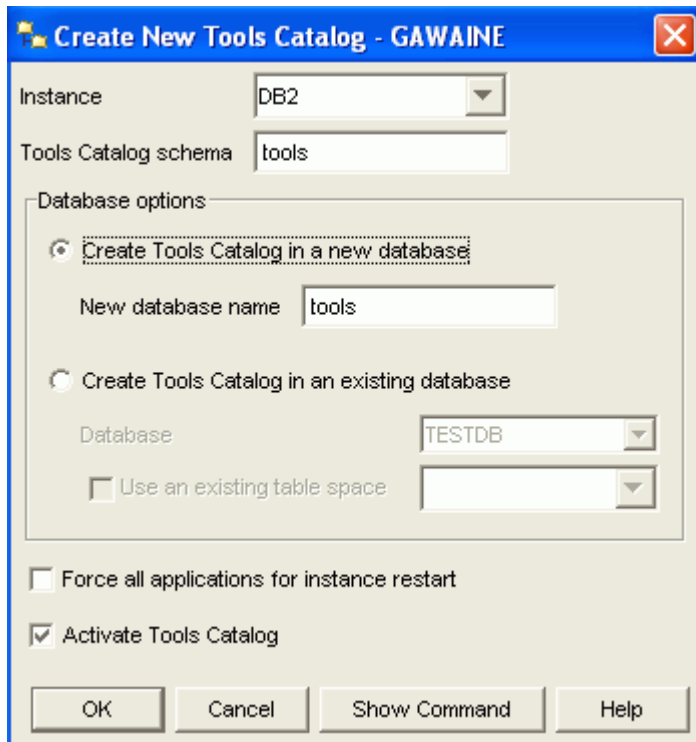 Create New Tools Catalog - GAWAINE
Instance DB2
Tools Catalog schema tools
Database options
Create Tools Catalog in a new database
New database name tools
Create Tools Catalog in an existing database
Database TESTDB
Use an existing table space
Force all applications for instance restart
Activate Tools Catalog
OK Cancel Show Command Help